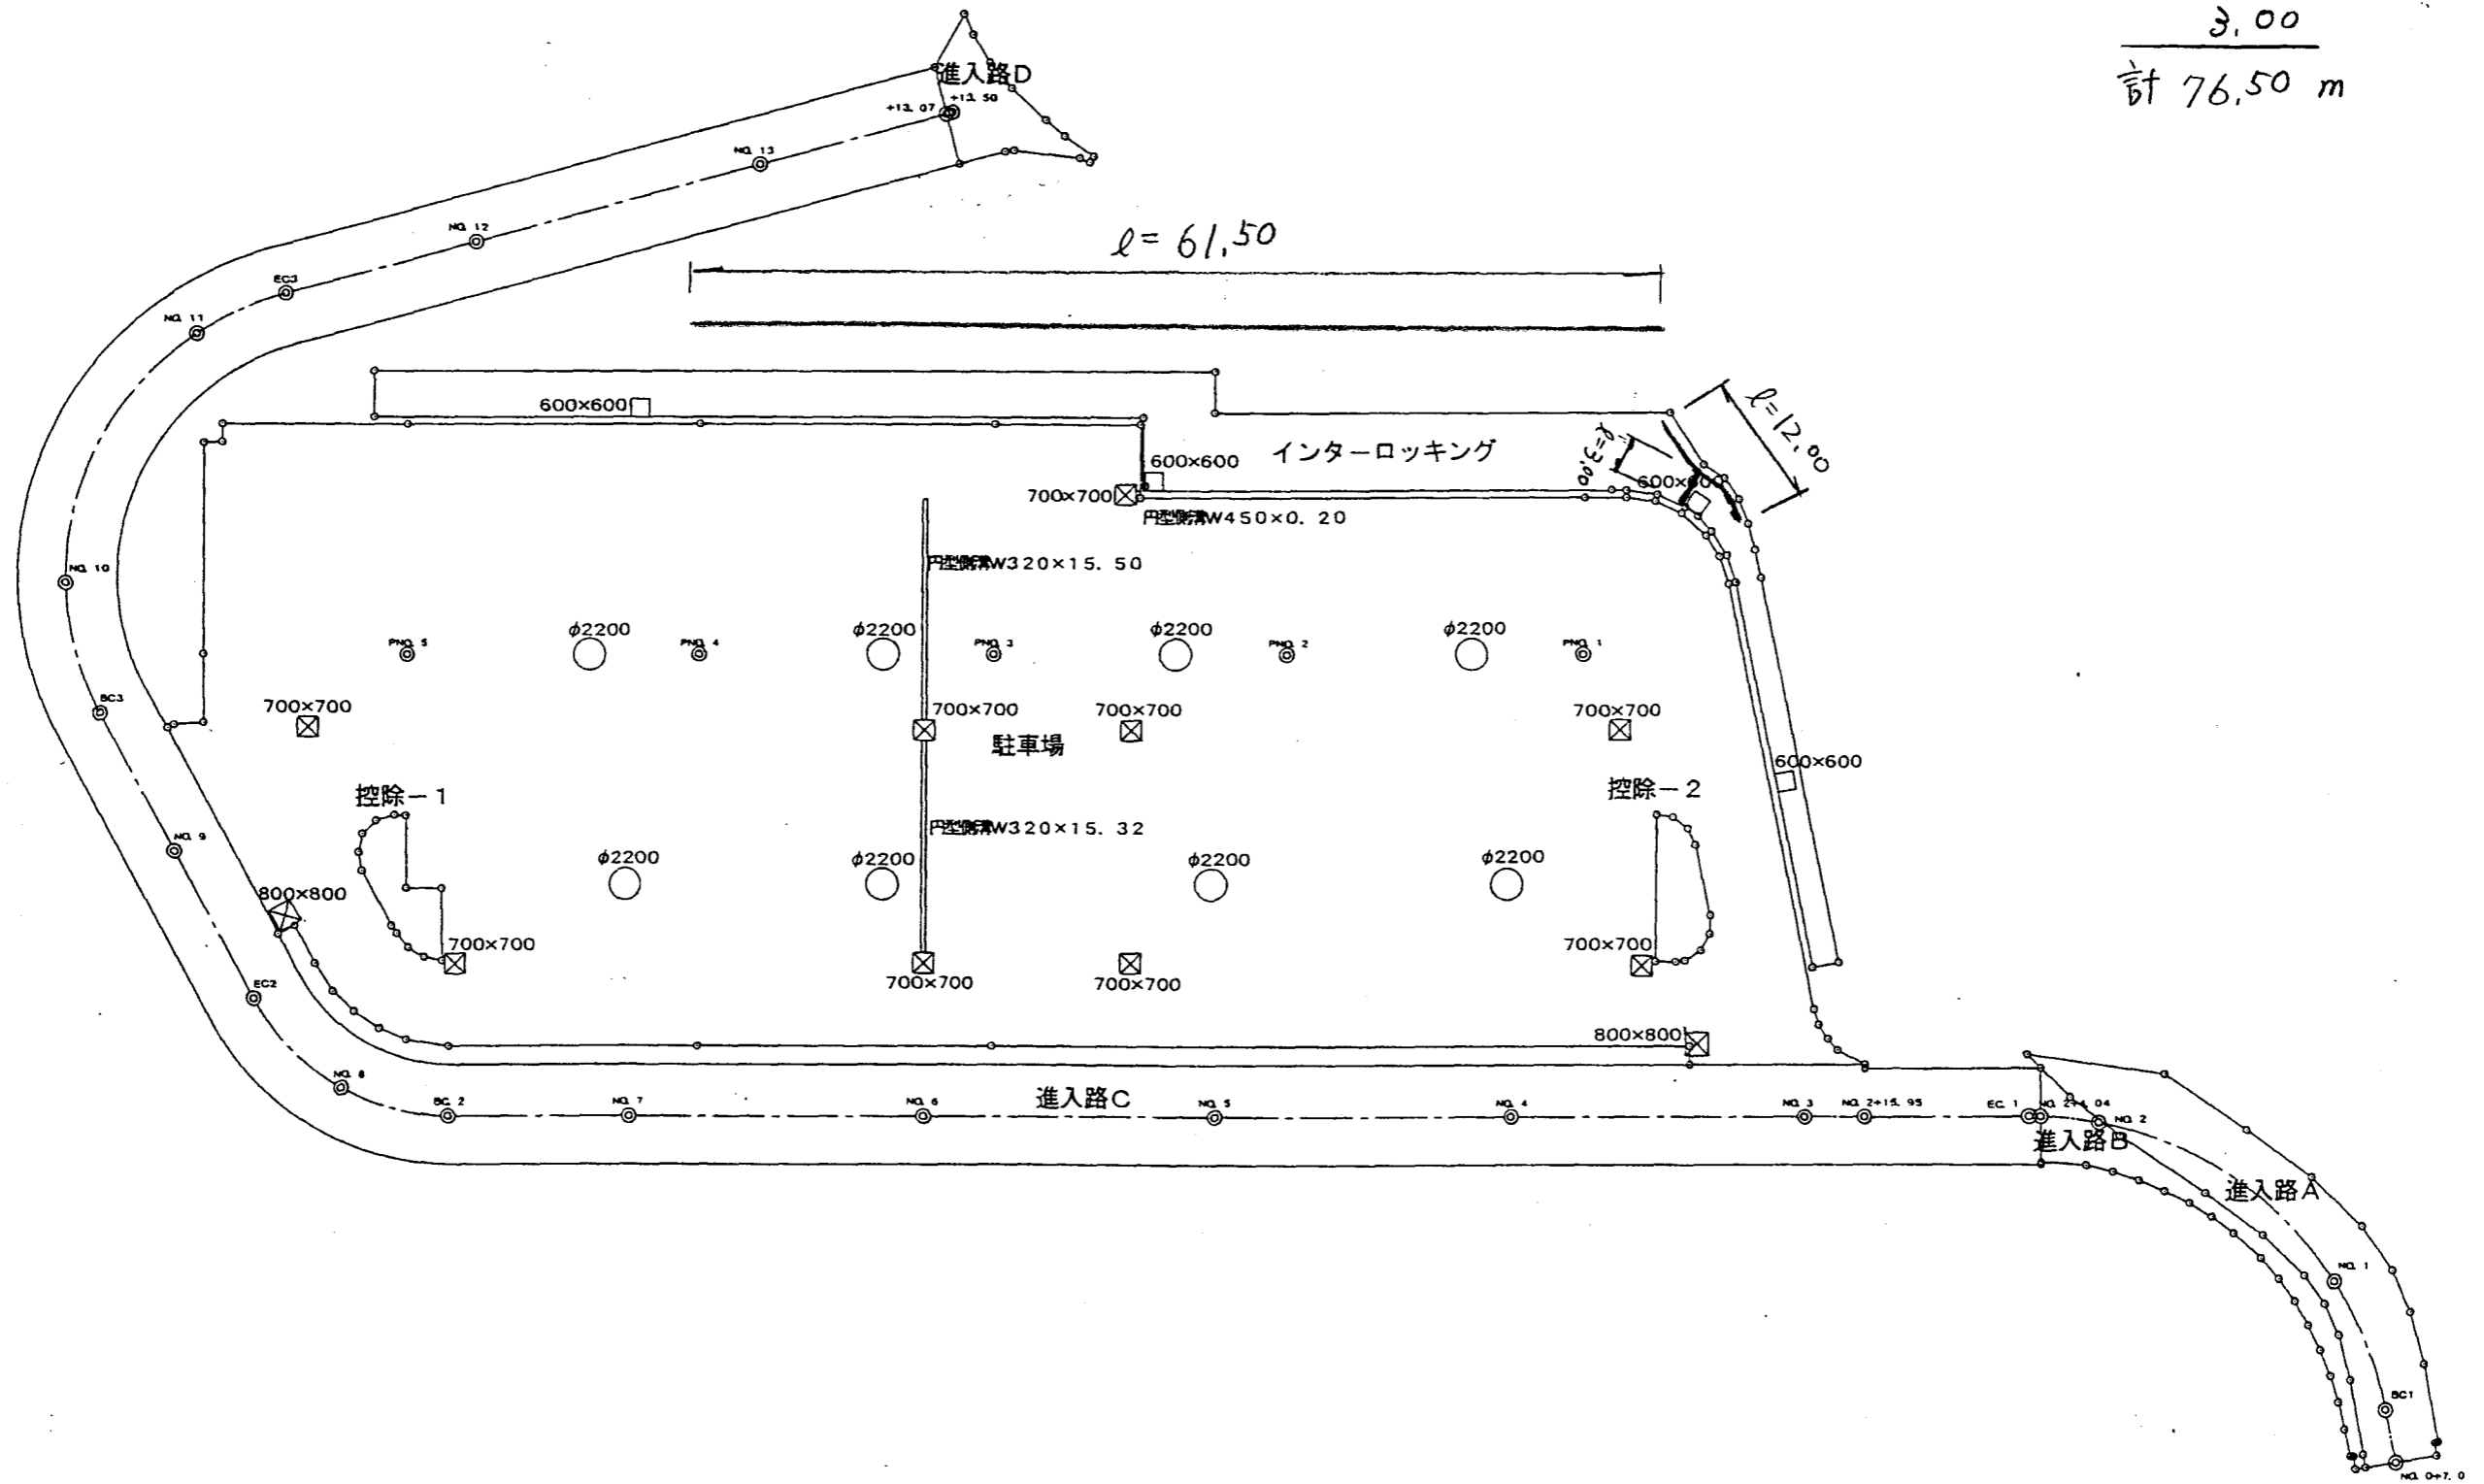 3.00
計 76.50 m
進入路D
+13.07
+13.50
NO.13
NO.12
EC3
NO.11
ℓ= 61.50
600×600
ℓ=12.00
ℓ=3.00
インターロッキング
600×600
700×700
600×600
円型側溝W450×0.20
円型側溝W320×15.50
NO.10
PNO.5
φ2200
PNO.4
φ2200
PNO.3
φ2200
PNO.2
φ2200
PNO.1
BC3
700×700
700×700
700×700
700×700
駐車場
600×600
控除－1
控除－2
円型側溝W320×15.32
NO.9
φ2200
φ2200
φ2200
φ2200
800×800
700×700
700×700
700×700
700×700
EC2
800×800
NO.8
BC.2
NO.7
NO.6
進入路C
NO.5
NO.4
NO.3
NO.2+15.95
EC.1
NO.2+4.04
NO.2
進入路B
進入路A
NO.1
BC1
NO.0+7.0